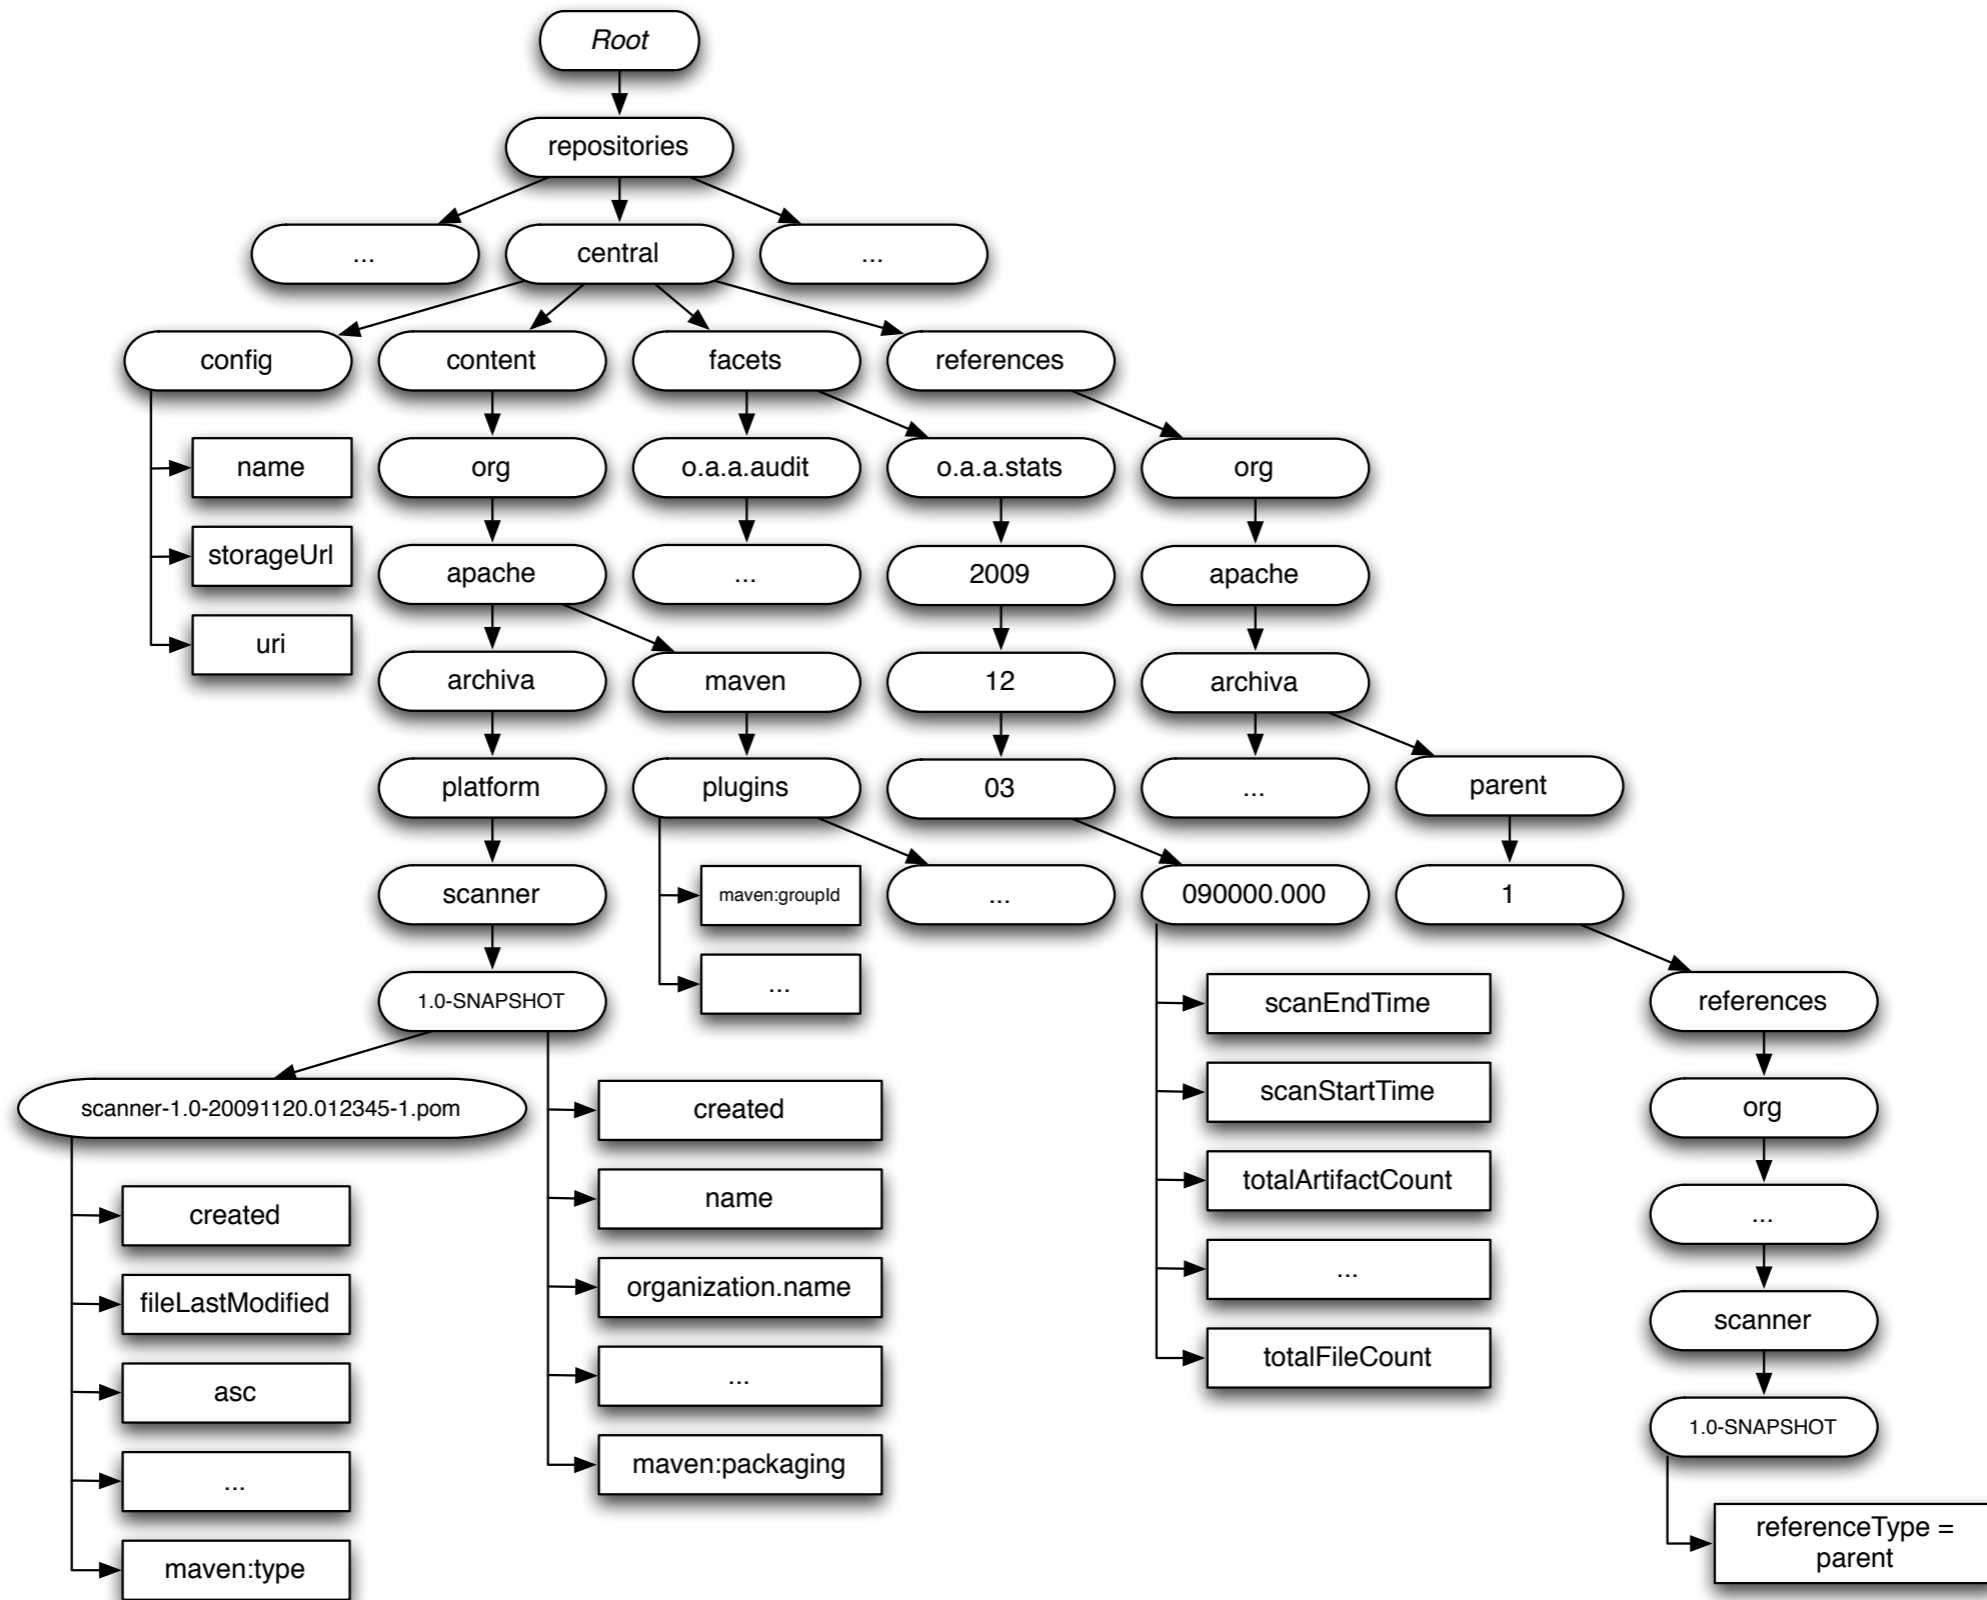 Root
repositories
...
central
...
config
content
facets
references
name
org
o.a.a.audit
o.a.a.stats
org
storageUrl
apache
...
2009
apache
uri
archiva
maven
12
archiva
platform
plugins
03
...
parent
scanner
maven:groupId
...
090000.000
1
1.0-SNAPSHOT
...
scanEndTime
references
scanner-1.0-20091120.012345-1.pom
created
scanStartTime
org
created
name
totalArtifactCount
...
fileLastModified
organization.name
...
scanner
asc
...
totalFileCount
1.0-SNAPSHOT
...
maven:packaging
maven:type
referenceType =
parent